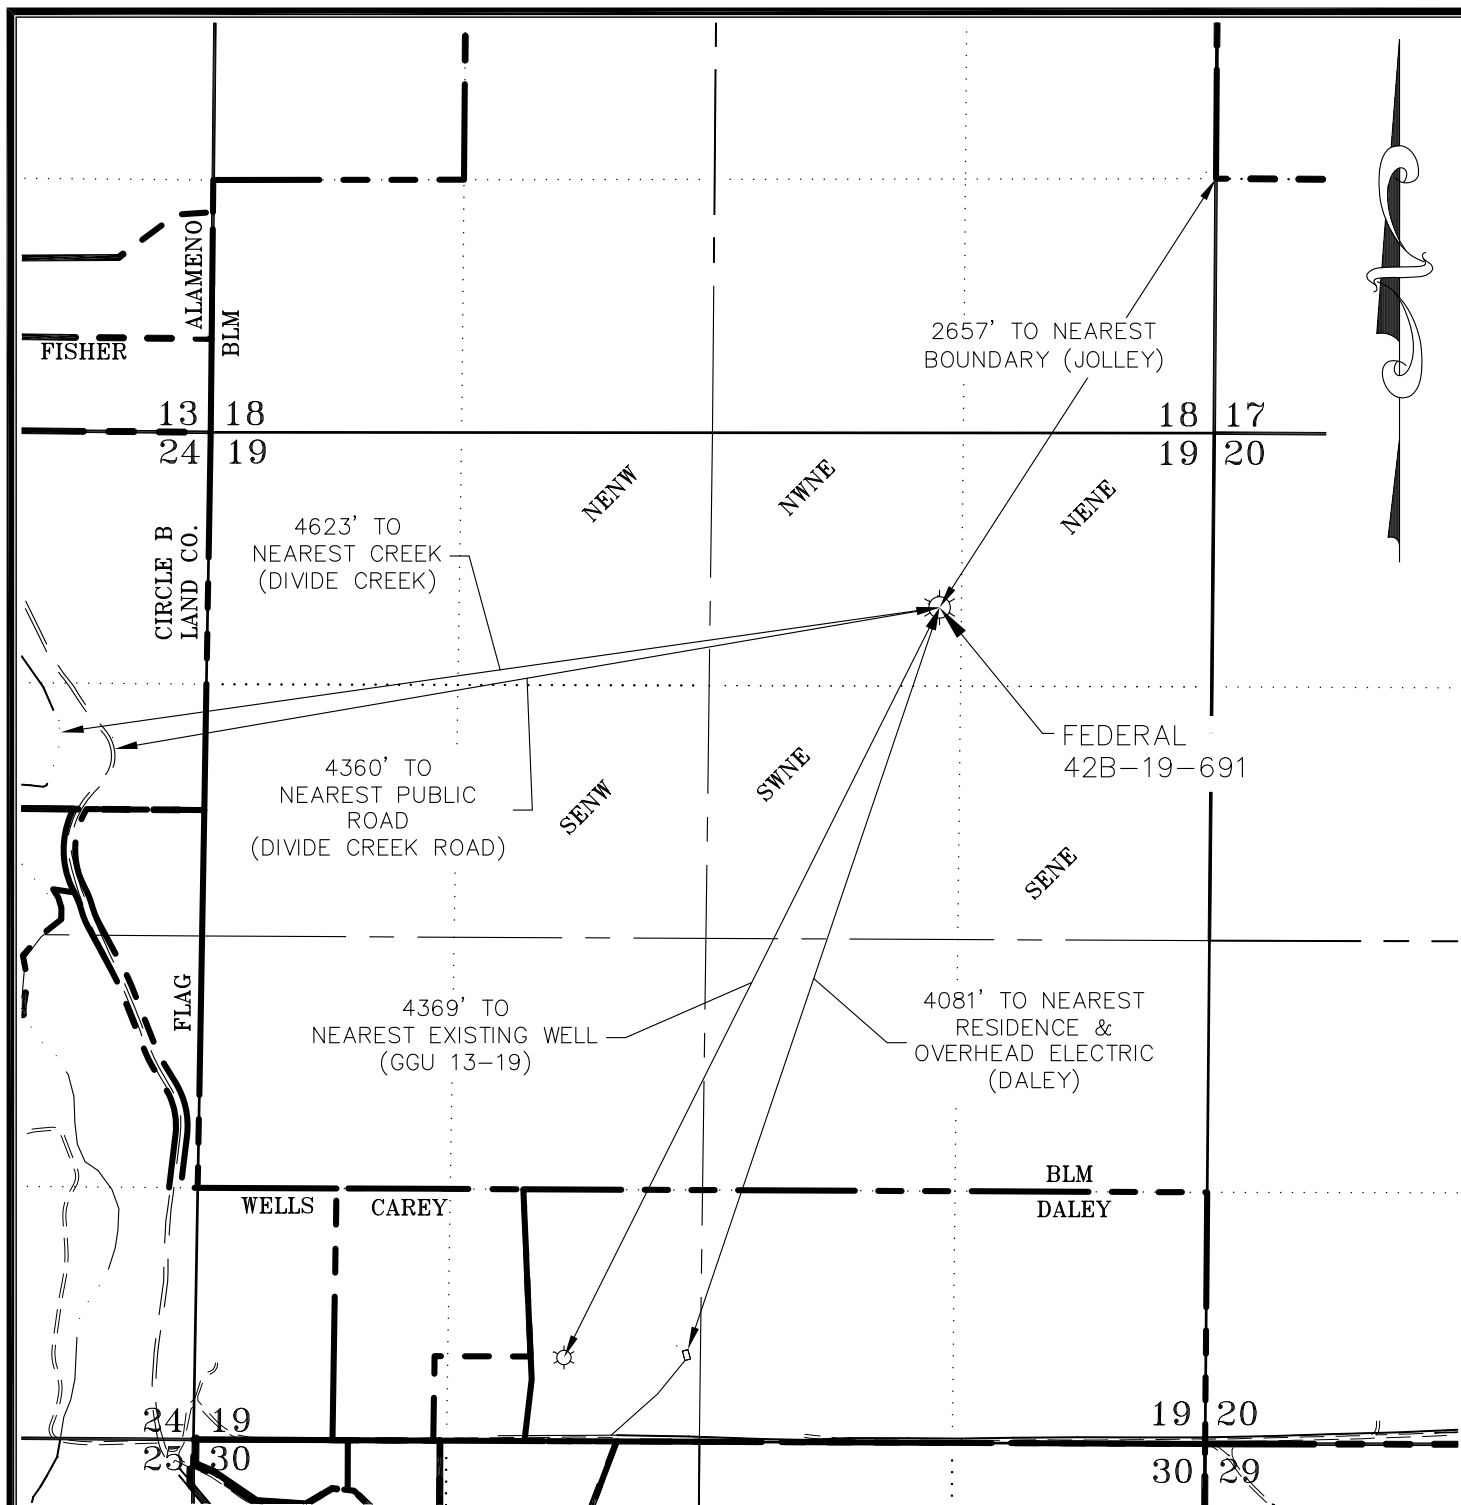 ALAMENO
BLM
FISHER
2657' TO NEAREST
BOUNDARY (JOLLEY)
13 18
24 19
18 17
19 20
NENW
NWNE
NENE
4623' TO
NEAREST CREEK
(DIVIDE CREEK)
CIRCLE B
LAND CO.
FEDERAL
42B-19-691
4360' TO
NEAREST PUBLIC
ROAD
(DIVIDE CREEK ROAD)
SENW
SWNE
SENE
FLAG
4369' TO
NEAREST EXISTING WELL
(GGU 13-19)
4081' TO NEAREST
RESIDENCE &
OVERHEAD ELECTRIC
(DALEY)
BLM
WELLS
CAREY
DALEY
24 19
25 30
19 20
30 29